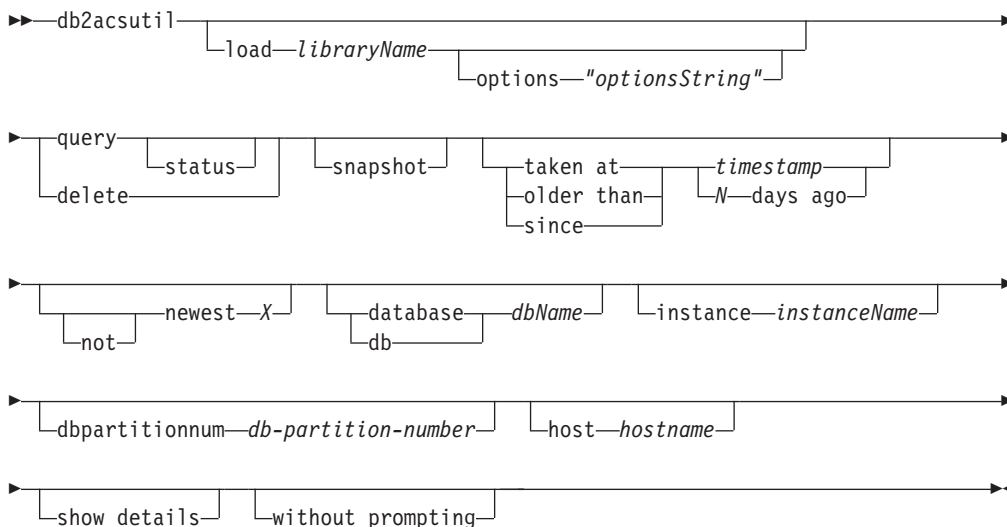 db2acsutil
load libraryName
options "optionsString"
query
status
delete
snapshot
taken at
older than
since
timestamp
N days ago
not
newest X
database
db
dbName
instance instanceName
dbpartitionnum db-partition-number
host hostname
show details
without prompting